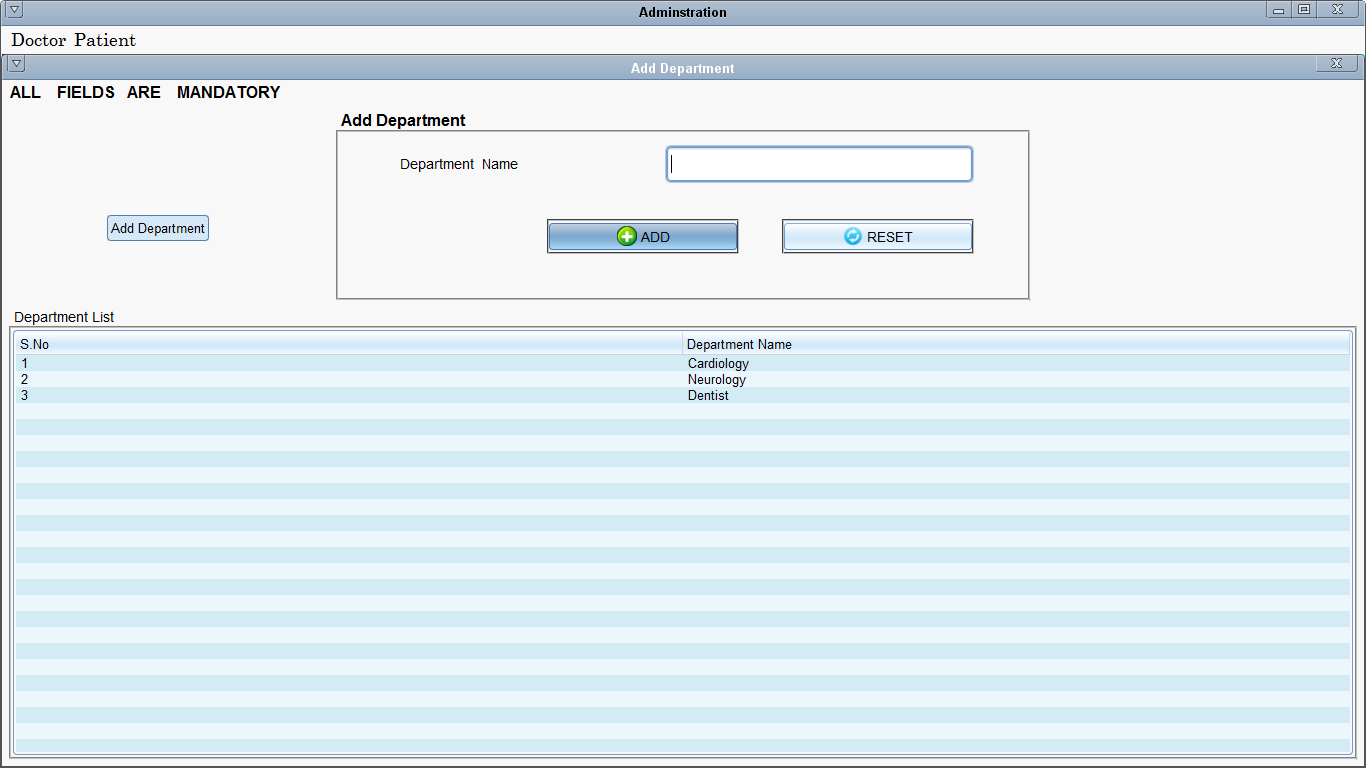 Adminstration
Doctor Patient
Add Department
ALL FIELDS ARE MANDATORY
Add Department
Department Name
Add Department
ADD RESET
Department List
S.No Department Name
1 Cardiology
2 Neurology
3 Dentist